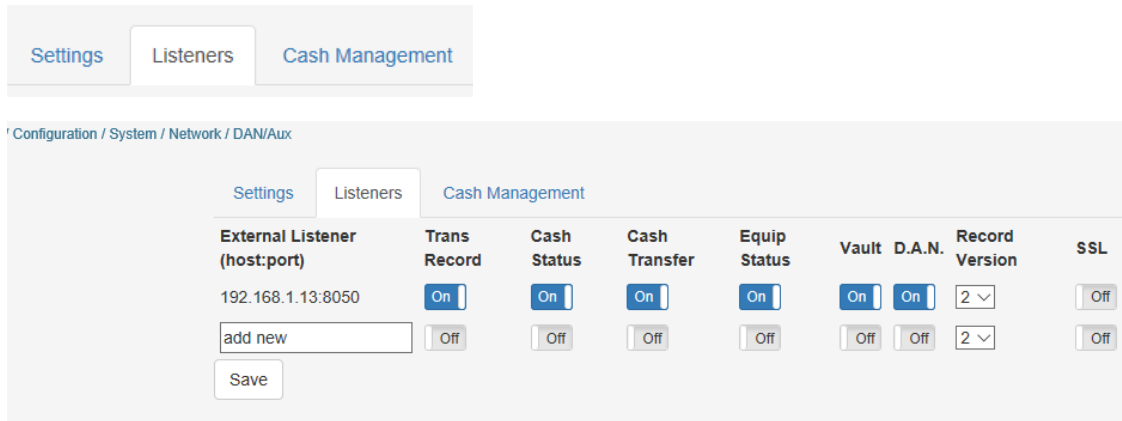 Settings Listeners Cash Management
/ Configuration / System / Network / DAN/Aux
Settings Listeners Cash Management
External Listener Trans Cash Cash Equip Vault D.A.N. Record SSL
(host:port) Record Status Transfer Status Version
192.168.1.13:8050 On On On On On On 2 Off
add new Off Off Off Off Off Off 2 Off
Save